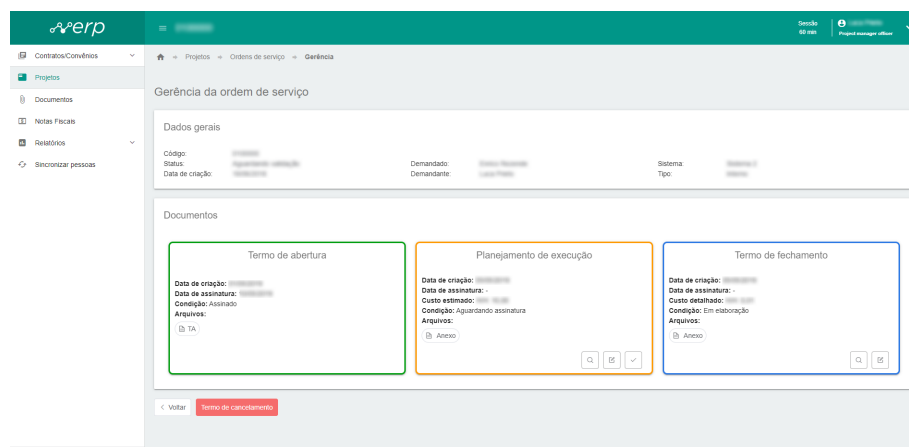 erp
Sessão
60 min
Project manager officer
Contratos/Convênios
Projetos
Documentos
Notas Fiscais
Relatórios
Sincronizar pessoas
Projetos Ordens de serviço Gerência
Gerência da ordem de serviço
Dados gerais
Código:
Status: Demandado: Sistema:
Data de criação: Demandante: Tipo:
Documentos
Termo de abertura
Data de criação:
Data de assinatura:
Condição: Assinado
Arquivos:
TA
Planejamento de execução
Data de criação:
Data de assinatura: -
Custo estimado:
Condição: Aguardando assinatura
Arquivos:
Anexo
Termo de fechamento
Data de criação:
Data de assinatura: -
Custo detalhado:
Condição: Em elaboração
Arquivos:
Anexo
Voltar
Termo de cancelamento